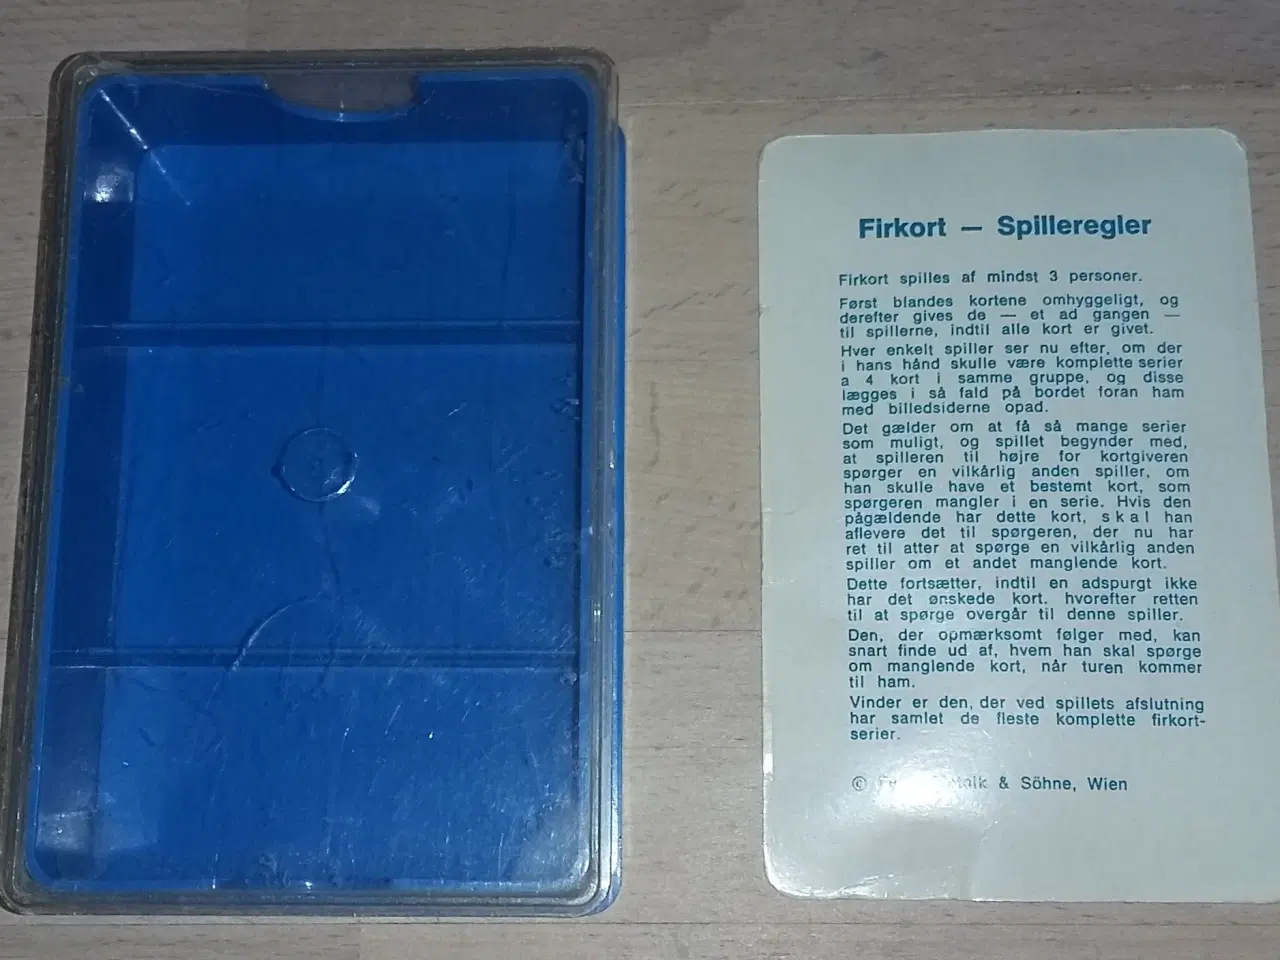 Firkort — Spilleregler
Firkort spilles af mindst 3 personer.
Først blandes kortene omhyggeligt, og
derefter gives de — et ad gangen —
til spillerne, indtil alle kort er givet.
Hver enkelt spiller ser nu efter, om der
i hans hånd skulle være komplette serier
a 4 kort i samme gruppe, og disse
lægges i så fald på bordet foran ham
med billedsiderne opad.
Det gælder om at få så mange serier
som muligt, og spillet begynder med,
at spilleren til højre for kortgiveren
spørger en vilkårlig anden spiller, om
han skulle have et bestemt kort, som
spørgeren mangler i en serie. Hvis den
pågældende har dette kort, skal han
aflevere det til spørgeren, der nu har
ret til atter at spørge en vilkårlig anden
spiller om et andet manglende kort.
Dette fortsætter, indtil en adspurgt ikke
har det ønskede kort. hvorefter retten
til at spørge overgår til denne spiller.
Den, der opmærksomt følger med, kan
snart finde ud af, hvem han skal spørge
om manglende kort, når turen kommer
til ham.
Vinder er den, der ved spillets afslutning
har samlet de fleste komplette firkort-
serier.
© & Söhne, Wien